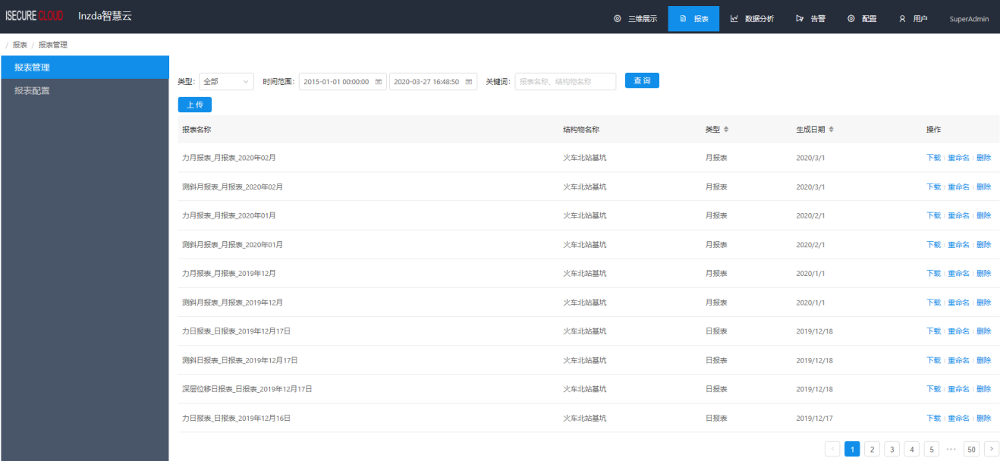 ISECURE CLOUD Inzda智慧云 三维展示 报表 数据分析 告警 配置 用户 SuperAdmin
/ 报表 / 报表管理
报表管理
报表配置
类型: 全部 时间范围: 2015-01-01 00:00:00 2020-03-27 16:48:50 关键词: 报表名称、结构物名称 查 询
上 传
报表名称 结构物名称 类型 生成日期 操作
力月报表_月报表_2020年02月 火车北站基坑 月报表 2020/3/1 下载 重命名 删除
测斜月报表_月报表_2020年02月 火车北站基坑 月报表 2020/3/1 下载 重命名 删除
力月报表_月报表_2020年01月 火车北站基坑 月报表 2020/2/1 下载 重命名 删除
测斜月报表_月报表_2020年01月 火车北站基坑 月报表 2020/2/1 下载 重命名 删除
力月报表_月报表_2019年12月 火车北站基坑 月报表 2020/1/1 下载 重命名 删除
测斜月报表_月报表_2019年12月 火车北站基坑 月报表 2020/1/1 下载 重命名 删除
力日报表_日报表_2019年12月17日 火车北站基坑 日报表 2019/12/18 下载 重命名 删除
测斜日报表_日报表_2019年12月17日 火车北站基坑 日报表 2019/12/18 下载 重命名 删除
深层位移日报表_日报表_2019年12月17日 火车北站基坑 日报表 2019/12/18 下载 重命名 删除
力日报表_日报表_2019年12月16日 火车北站基坑 日报表 2019/12/17 下载 重命名 删除
< 1 2 3 4 5 ••• 50 >